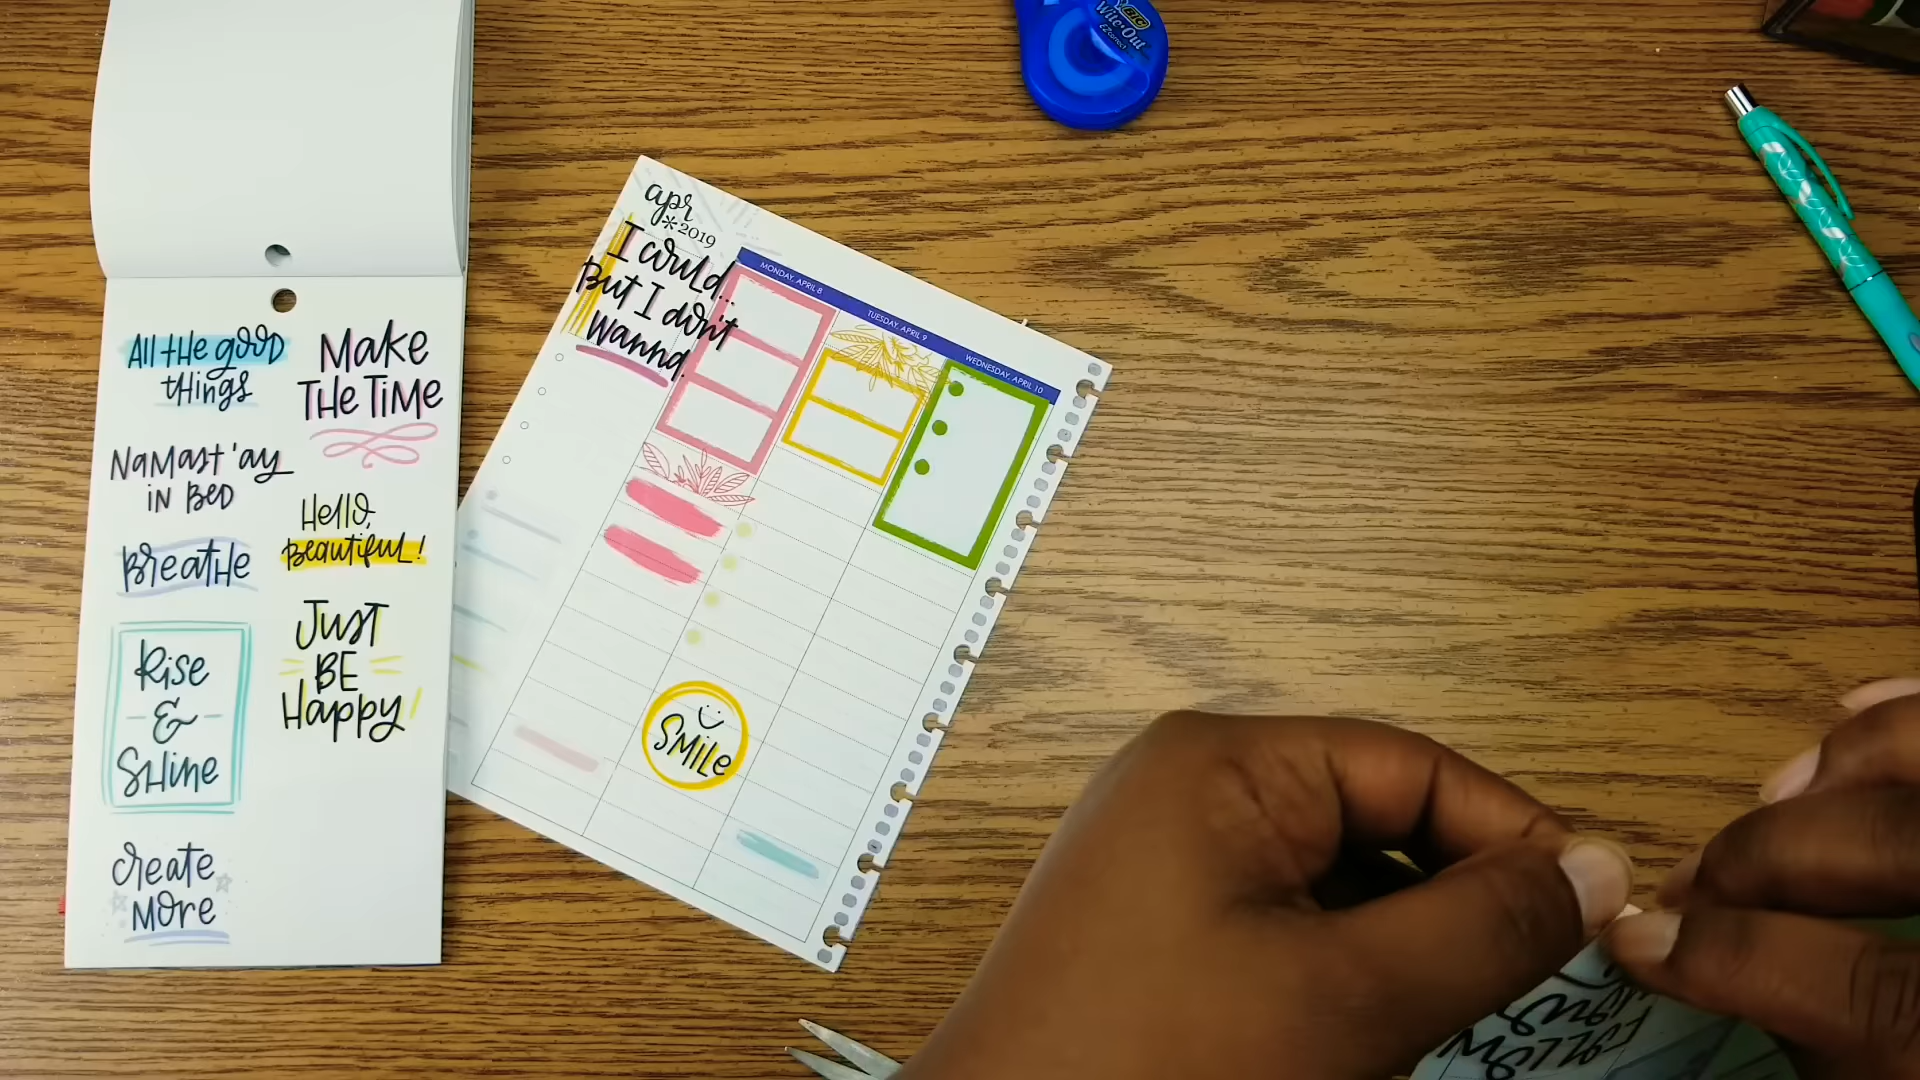 All the good
things
Make
The Time
Namast'ay
in Bed
Hello,
Beautiful!
Breathe
Just
Be
Happy!
Rise
&
Shine
Create
More
apr
*2019
I could...
But I don't
Wanna.
MONDAY, APRIL 8
TUESDAY, APRIL 9
WEDNESDAY, APRIL 10
Smile
BIC
Wite-Out
EZ correct